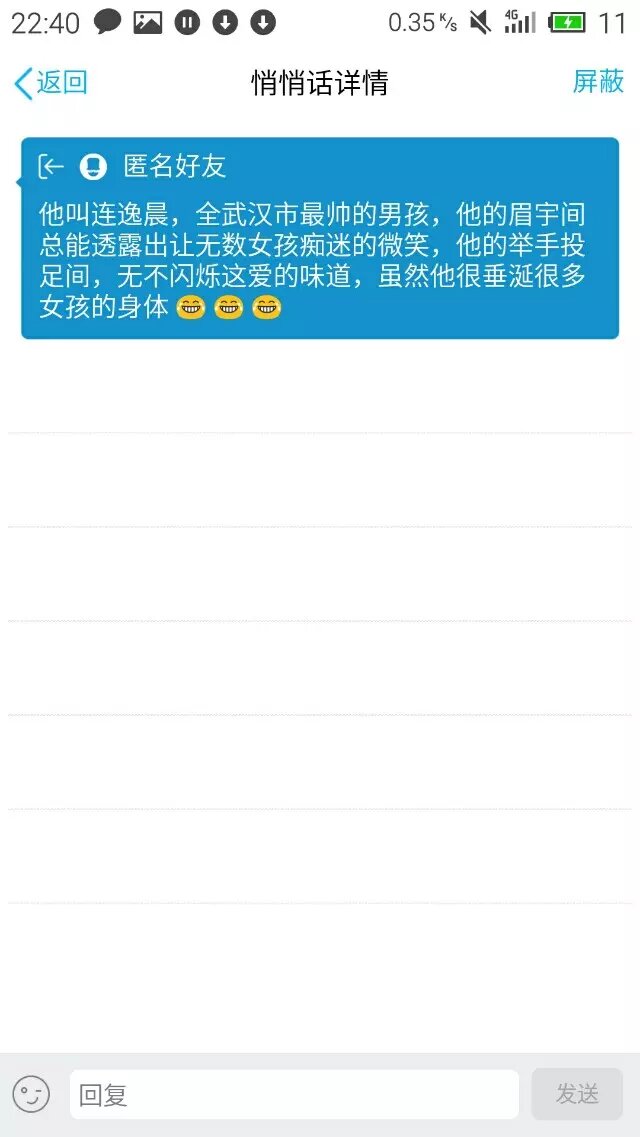 22:40 0.35 K/s 4G 11
返回 悄悄话详情 屏蔽
匿名好友
他叫连逸晨，全武汉市最帅的男孩，他的眉宇间
总能透露出让无数女孩痴迷的微笑，他的举手投
足间，无不闪烁这爱的味道，虽然他很垂涎很多
女孩的身体 😂 😂 😂
回复 发送